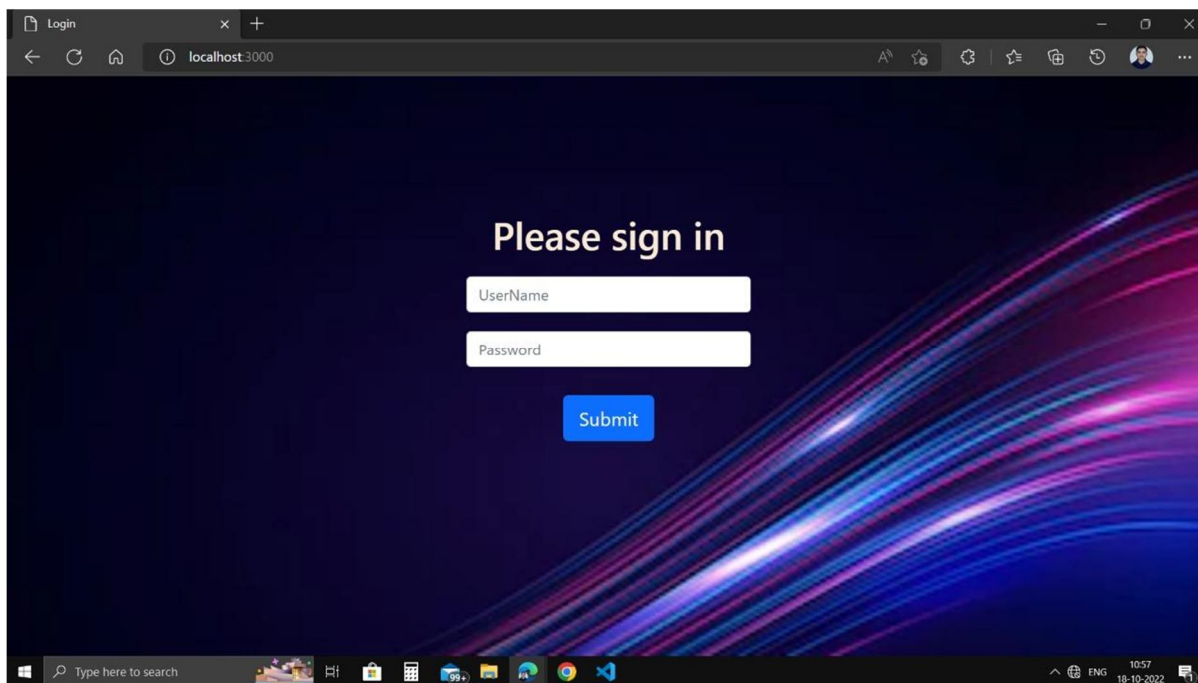 Login
localhost:3000
Please sign in
UserName
Password
Submit
Type here to search
99+
ENG
10:57
18-10-2022